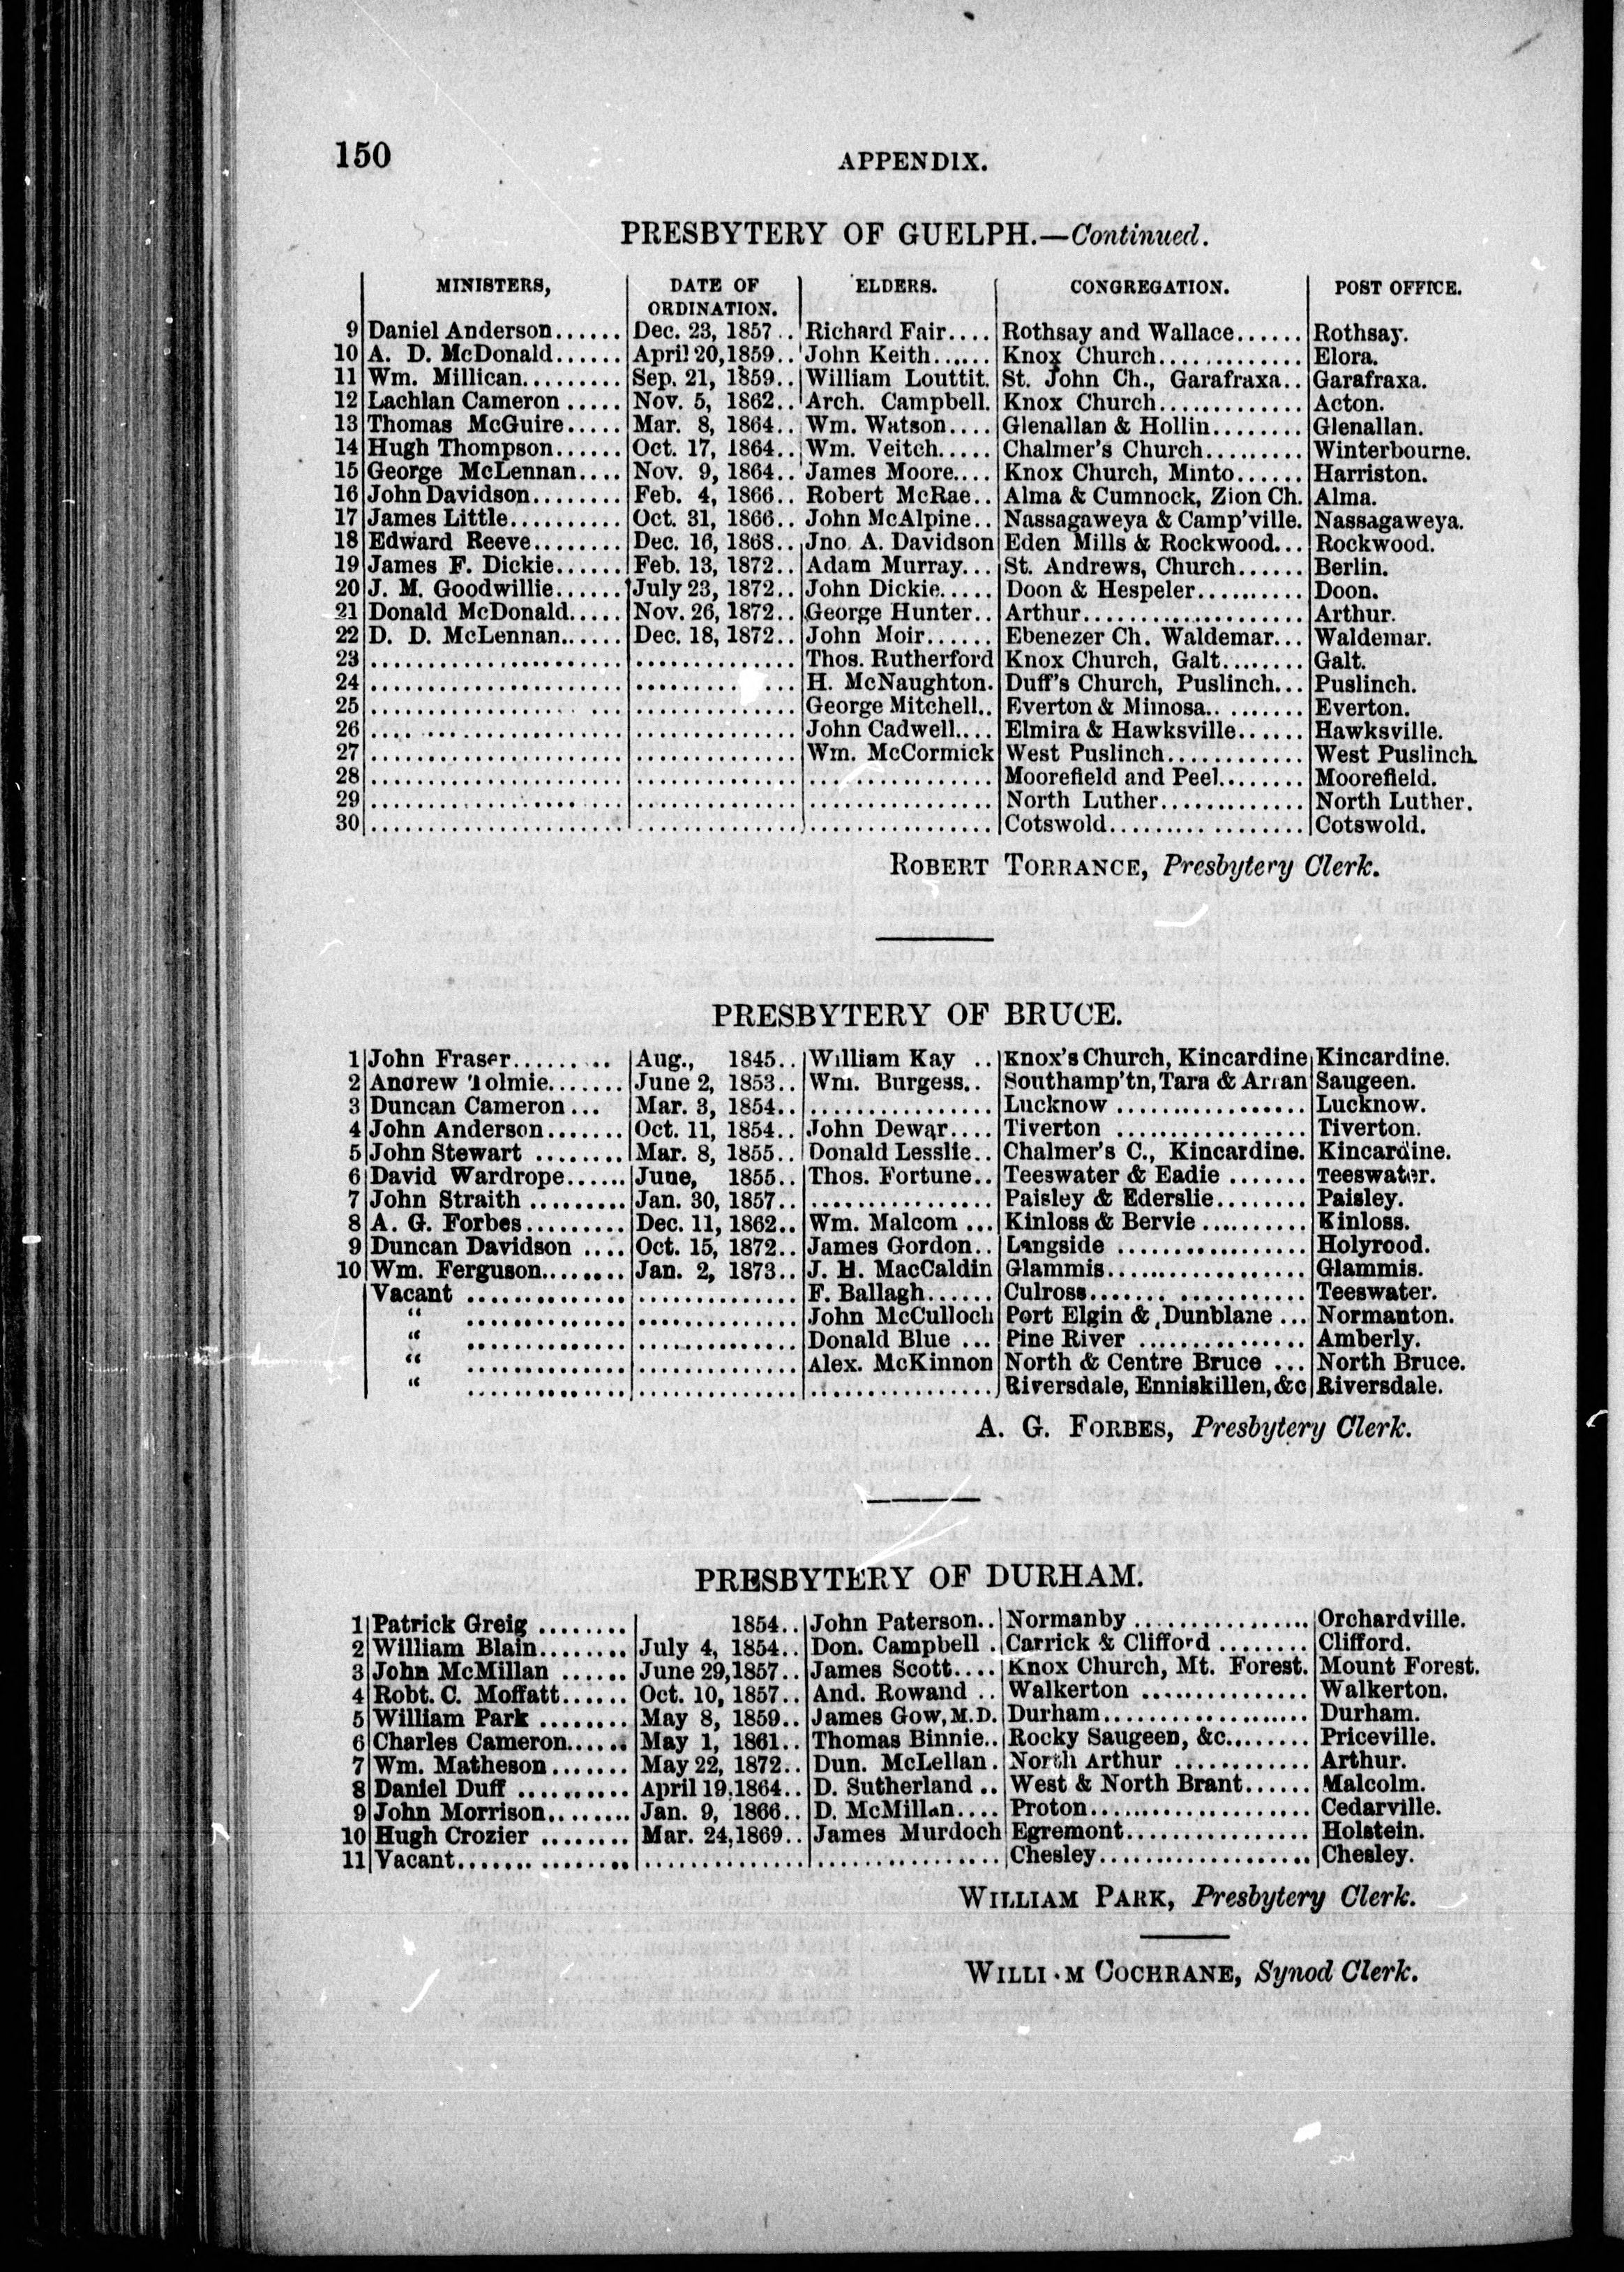 150
APPENDIX.
PRESBYTERY OF GUELPH.—Continued.
MINISTERS, DATE OF ORDINATION. ELDERS. CONGREGATION. POST OFFICE.
9 Daniel Anderson...... Dec. 23, 1857.. Richard Fair.... Rothsay and Wallace...... Rothsay.
10 A. D. McDonald...... April 20,1859.. John Keith...... Knox Church............. Elora.
11 Wm. Millican......... Sep. 21, 1859.. William Louttit. St. John Ch., Garafraxa.. Garafraxa.
12 Lachlan Cameron ..... Nov. 5, 1862.. Arch. Campbell. Knox Church............. Acton.
13 Thomas McGuire..... Mar. 8, 1864.. Wm. Watson.... Glenallan & Hollin........ Glenallan.
14 Hugh Thompson...... Oct. 17, 1864.. Wm. Veitch..... Chalmer's Church......... Winterbourne.
15 George McLennan.... Nov. 9, 1864.. James Moore.... Knox Church, Minto...... Harriston.
16 John Davidson........ Feb. 4, 1866.. Robert McRae.. Alma & Cumnock, Zion Ch. Alma.
17 James Little.......... Oct. 31, 1866.. John McAlpine.. Nassagaweya & Camp'ville. Nassagaweya.
18 Edward Reeve........ Dec. 16, 1868.. Jno. A. Davidson Eden Mills & Rockwood... Rockwood.
19 James F. Dickie...... Feb. 13, 1872.. Adam Murray... St. Andrews, Church...... Berlin.
20 J. M. Goodwillie...... July 23, 1872.. John Dickie..... Doon & Hespeler.......... Doon.
21 Donald McDonald..... Nov. 26, 1872.. George Hunter.. Arthur.................... Arthur.
22 D. D. McLennan...... Dec. 18, 1872.. John Moir...... Ebenezer Ch. Waldemar... Waldemar.
23 ...................... .............. Thos. Rutherford Knox Church, Galt........ Galt.
24 ...................... .............. H. McNaughton. Duff's Church, Puslinch... Puslinch.
25 ...................... .............. George Mitchell.. Everton & Mimosa.. ....... Everton.
26 ...................... .............. John Cadwell.... Elmira & Hawksville...... Hawksville.
27 ...................... .............. Wm. McCormick West Puslinch............ West Puslinch.
28 ...................... .............. ................ Moorefield and Peel........ Moorefield.
29 ...................... .............. ................ North Luther............. North Luther.
30 ...................... .............. ................ Cotswold.................. Cotswold.
ROBERT TORRANCE, Presbytery Clerk.
PRESBYTERY OF BRUCE.
1 John Fraser......... Aug., 1845.. William Kay .. Knox's Church, Kincardine Kincardine.
2 Andrew Tolmie....... June 2, 1853.. Wm. Burgess.. Southamp'tn, Tara & Arran Saugeen.
3 Duncan Cameron ... Mar. 3, 1854.. ................ Lucknow ................. Lucknow.
4 John Anderson....... Oct. 11, 1854.. John Dewar.... Tiverton ................. Tiverton.
5 John Stewart ........ Mar. 8, 1855.. Donald Lesslie.. Chalmer's C., Kincardine. Kincardine.
6 David Wardrope...... June, 1855.. Thos. Fortune.. Teeswater & Eadie ....... Teeswater.
7 John Straith ......... Jan. 30, 1857.. ................ Paisley & Ederslie........ Paisley.
8 A. G. Forbes......... Dec. 11, 1862.. Wm. Malcom ... Kinloss & Bervie .......... Kinloss.
9 Duncan Davidson .... Oct. 15, 1872.. James Gordon.. Langside ................. Holyrood.
10 Wm. Ferguson........ Jan. 2, 1873.. J. H. MacCaldin Glammis.................. Glammis.
Vacant .............. .............. F. Ballagh...... Culross................... Teeswater.
“ .............. .............. John McCulloch Port Elgin & Dunblane ... Normanton.
“ .............. .............. Donald Blue ... Pine River ............... Amberly.
“ .............. .............. Alex. McKinnon North & Centre Bruce ... North Bruce.
“ .............. .............. ................ Riversdale, Enniskillen, &c Riversdale.
A. G. FORBES, Presbytery Clerk.
PRESBYTERY OF DURHAM.
1 Patrick Greig ........ 1854.. John Paterson.. Normanby ............... Orchardville.
2 William Blain........ July 4, 1854.. Don. Campbell . Carrick & Clifford ........ Clifford.
3 John McMillan ...... June 29,1857.. James Scott.... Knox Church, Mt. Forest. Mount Forest.
4 Robt. C. Moffatt...... Oct. 10, 1857.. And. Rowand .. Walkerton ............... Walkerton.
5 William Park ........ May 8, 1859.. James Gow, M.D. Durham................... Durham.
6 Charles Cameron...... May 1, 1861.. Thomas Binnie.. Rocky Saugeen, &c........ Priceville.
7 Wm. Matheson....... May 22, 1872.. Dun. McLellan. North Arthur ............ Arthur.
8 Daniel Duff .......... April 19,1864.. D. Sutherland .. West & North Brant...... Malcolm.
9 John Morrison........ Jan. 9, 1866.. D. McMillan.... Proton.................... Cedarville.
10 Hugh Crozier ........ Mar. 24,1869.. James Murdoch Egremont................ Holstein.
11 Vacant............... .............. ................ Chesley................... Chesley.
WILLIAM PARK, Presbytery Clerk.
WILLI·M COCHRANE, Synod Clerk.